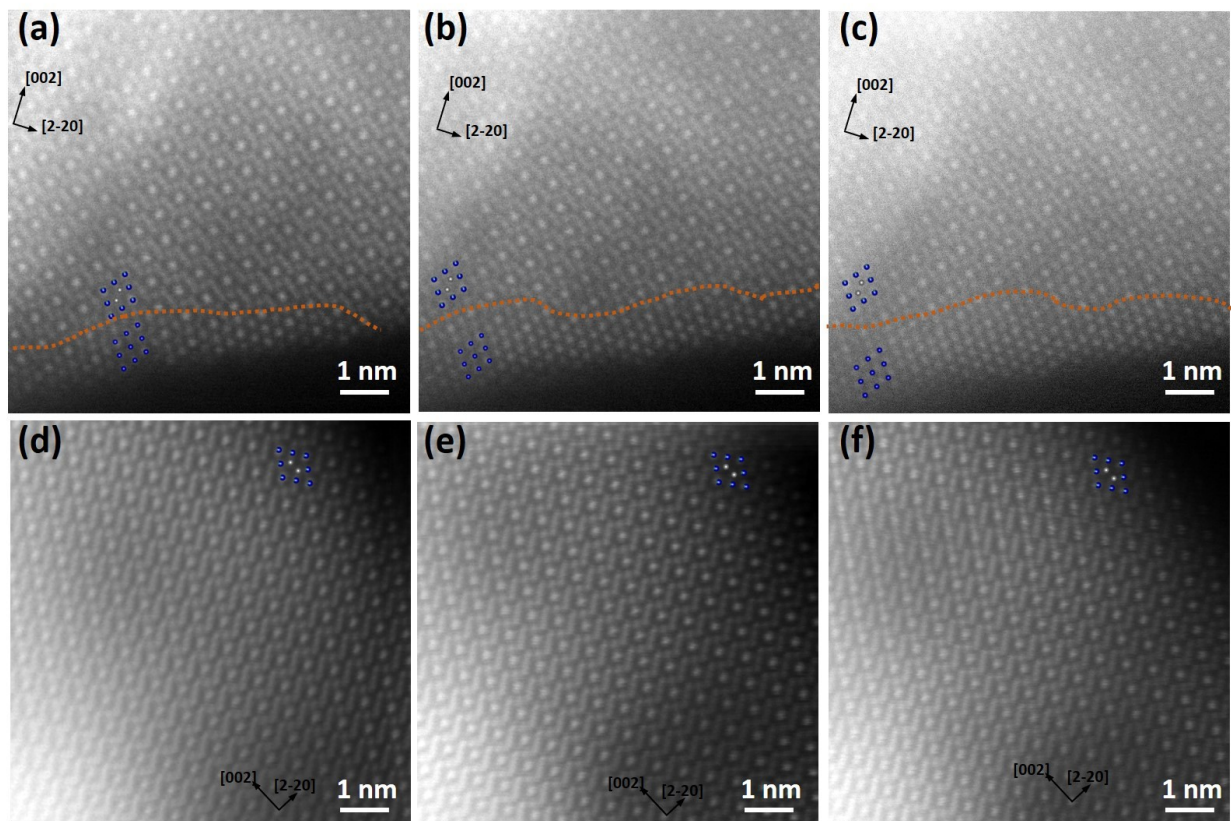 (a)
[002]
[2-20]
1 nm
(b)
[002]
[2-20]
1 nm
(c)
[002]
[2-20]
1 nm
(d)
[002]
[2-20]
1 nm
(e)
[002]
[2-20]
1 nm
(f)
[002]
[2-20]
1 nm